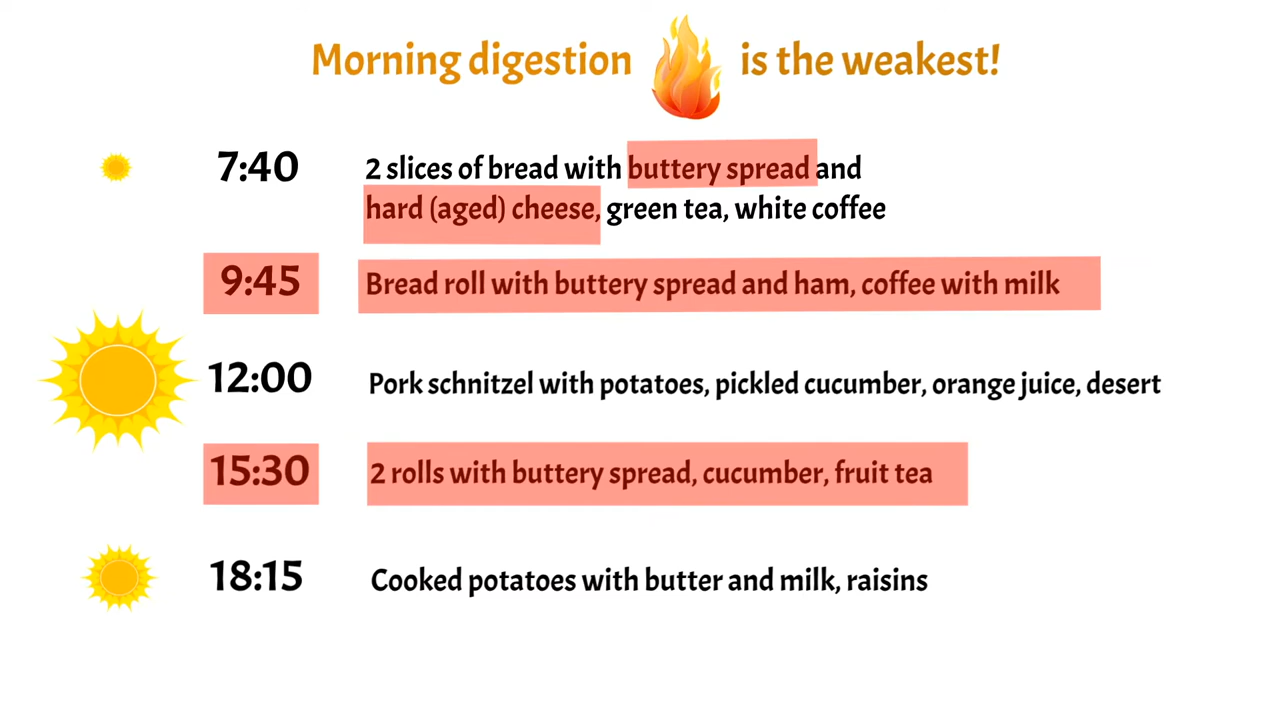 Morning digestion is the weakest!
7:40 2 slices of bread with buttery spread and
hard (aged) cheese, green tea, white coffee
9:45 Bread roll with buttery spread and ham, coffee with milk
12:00 Pork schnitzel with potatoes, pickled cucumber, orange juice, desert
15:30 2 rolls with buttery spread, cucumber, fruit tea
18:15 Cooked potatoes with butter and milk, raisins